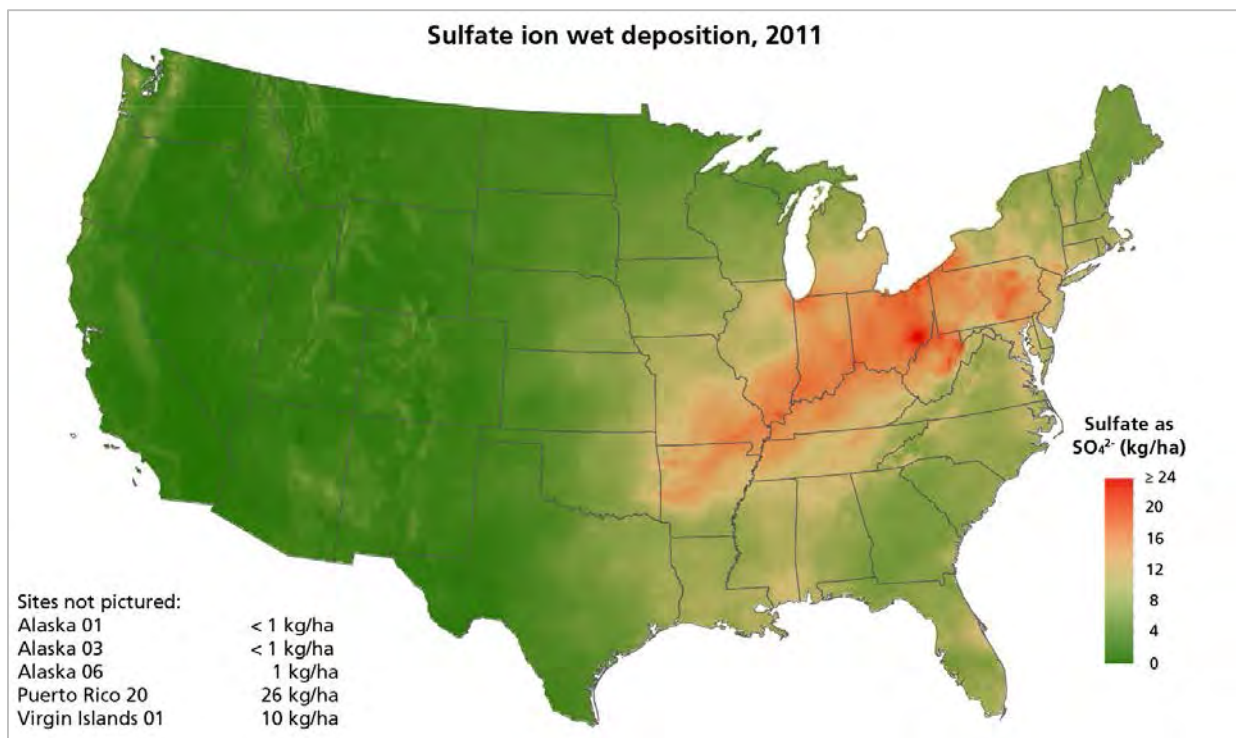 Sulfate ion wet deposition, 2011
Sulfate as
SO₄²⁻ (kg/ha)
≥ 24
20
16
12
8
4
0
Sites not pictured:
Alaska 01 < 1 kg/ha
Alaska 03 < 1 kg/ha
Alaska 06 1 kg/ha
Puerto Rico 20 26 kg/ha
Virgin Islands 01 10 kg/ha